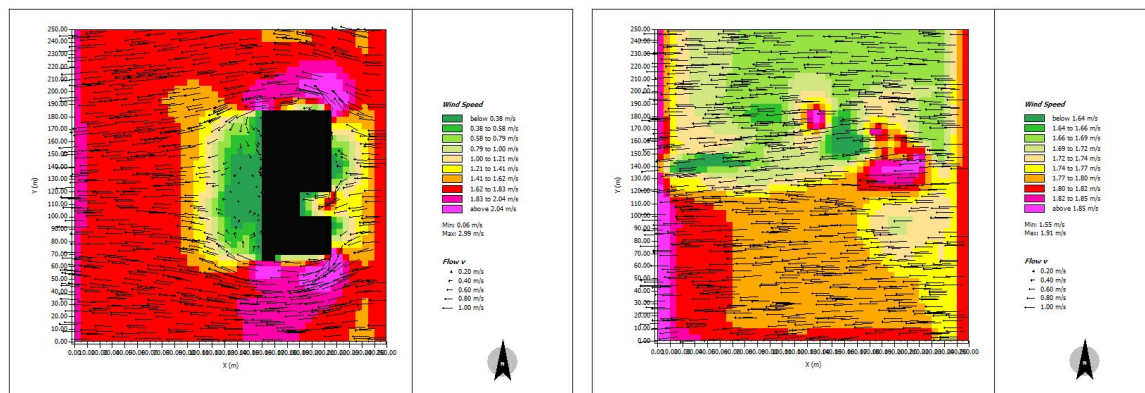 250.00
240.00
230.00
220.00
210.00
200.00
190.00
180.00
170.00
160.00
150.00
140.00
130.00
120.00
110.00
100.00
90.00
80.00
70.00
60.00
50.00
40.00
30.00
20.00
10.00
0.00
Y (m)
X (m)
Wind Speed
below 0.38 m/s
0.38 to 0.58 m/s
0.58 to 0.79 m/s
0.79 to 1.00 m/s
1.00 to 1.21 m/s
1.21 to 1.41 m/s
1.41 to 1.62 m/s
1.62 to 1.83 m/s
1.83 to 2.04 m/s
above 2.04 m/s
Min: 0.06 m/s
Max: 2.99 m/s
Flow v
0.20 m/s
0.40 m/s
0.60 m/s
0.80 m/s
1.00 m/s
N
250.00
240.00
230.00
220.00
210.00
200.00
190.00
180.00
170.00
160.00
150.00
140.00
130.00
120.00
110.00
100.00
90.00
80.00
70.00
60.00
50.00
40.00
30.00
20.00
10.00
0.00
Y (m)
X (m)
Wind Speed
below 1.64 m/s
1.64 to 1.66 m/s
1.66 to 1.69 m/s
1.69 to 1.72 m/s
1.72 to 1.74 m/s
1.74 to 1.77 m/s
1.77 to 1.80 m/s
1.80 to 1.82 m/s
1.82 to 1.85 m/s
above 1.85 m/s
Min: 1.55 m/s
Max: 1.91 m/s
Flow v
0.20 m/s
0.40 m/s
0.60 m/s
0.80 m/s
1.00 m/s
N